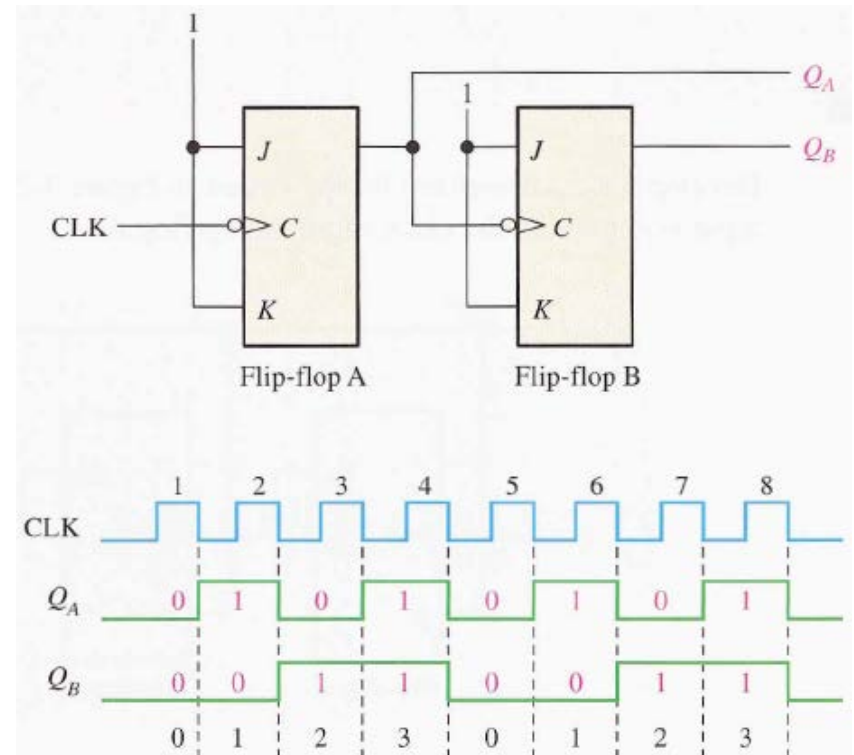 1
Q_A
1
J J Q_B
CLK C C
K K
Flip-flop A Flip-flop B
1 2 3 4 5 6 7 8
CLK
Q_A 0 1 0 1 0 1 0 1
Q_B 0 0 1 1 0 0 1 1
0 1 2 3 0 1 2 3